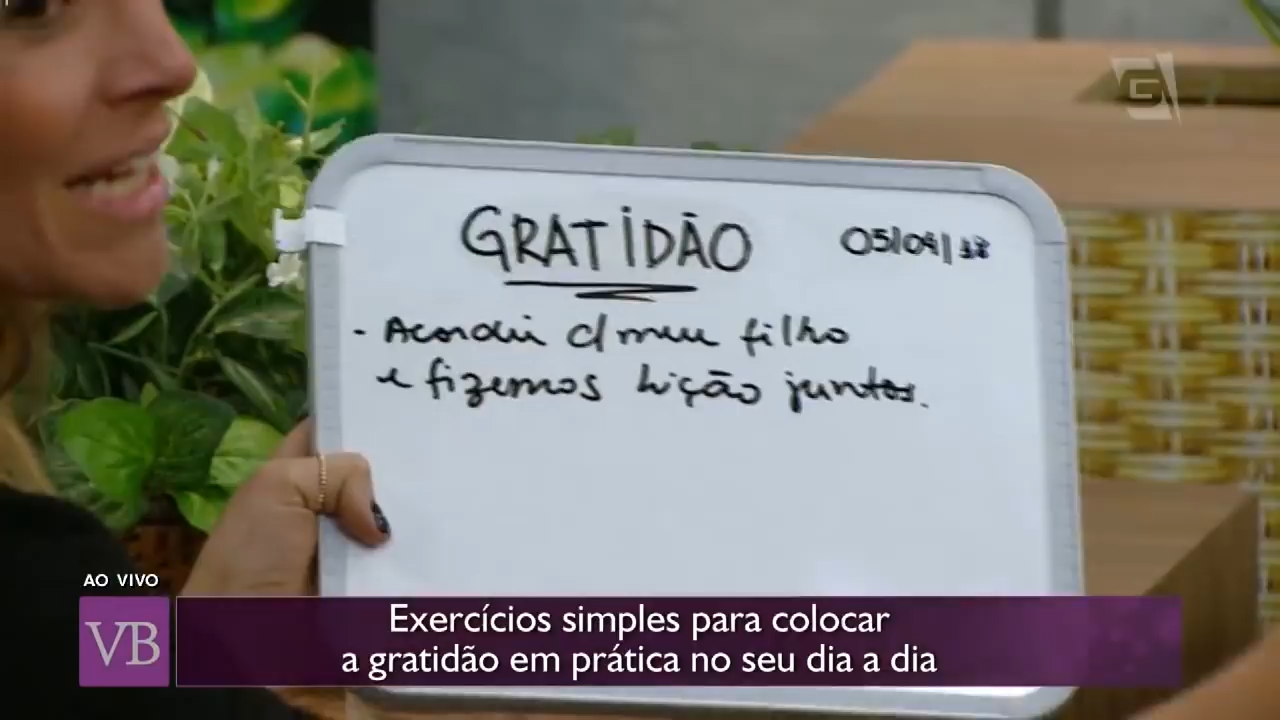 G
GRATIDÃO
05/09/18
- Acordei c/ meu filho
e fizemos lição juntos.
AO VIVO
VB
Exercícios simples para colocar
a gratidão em prática no seu dia a dia